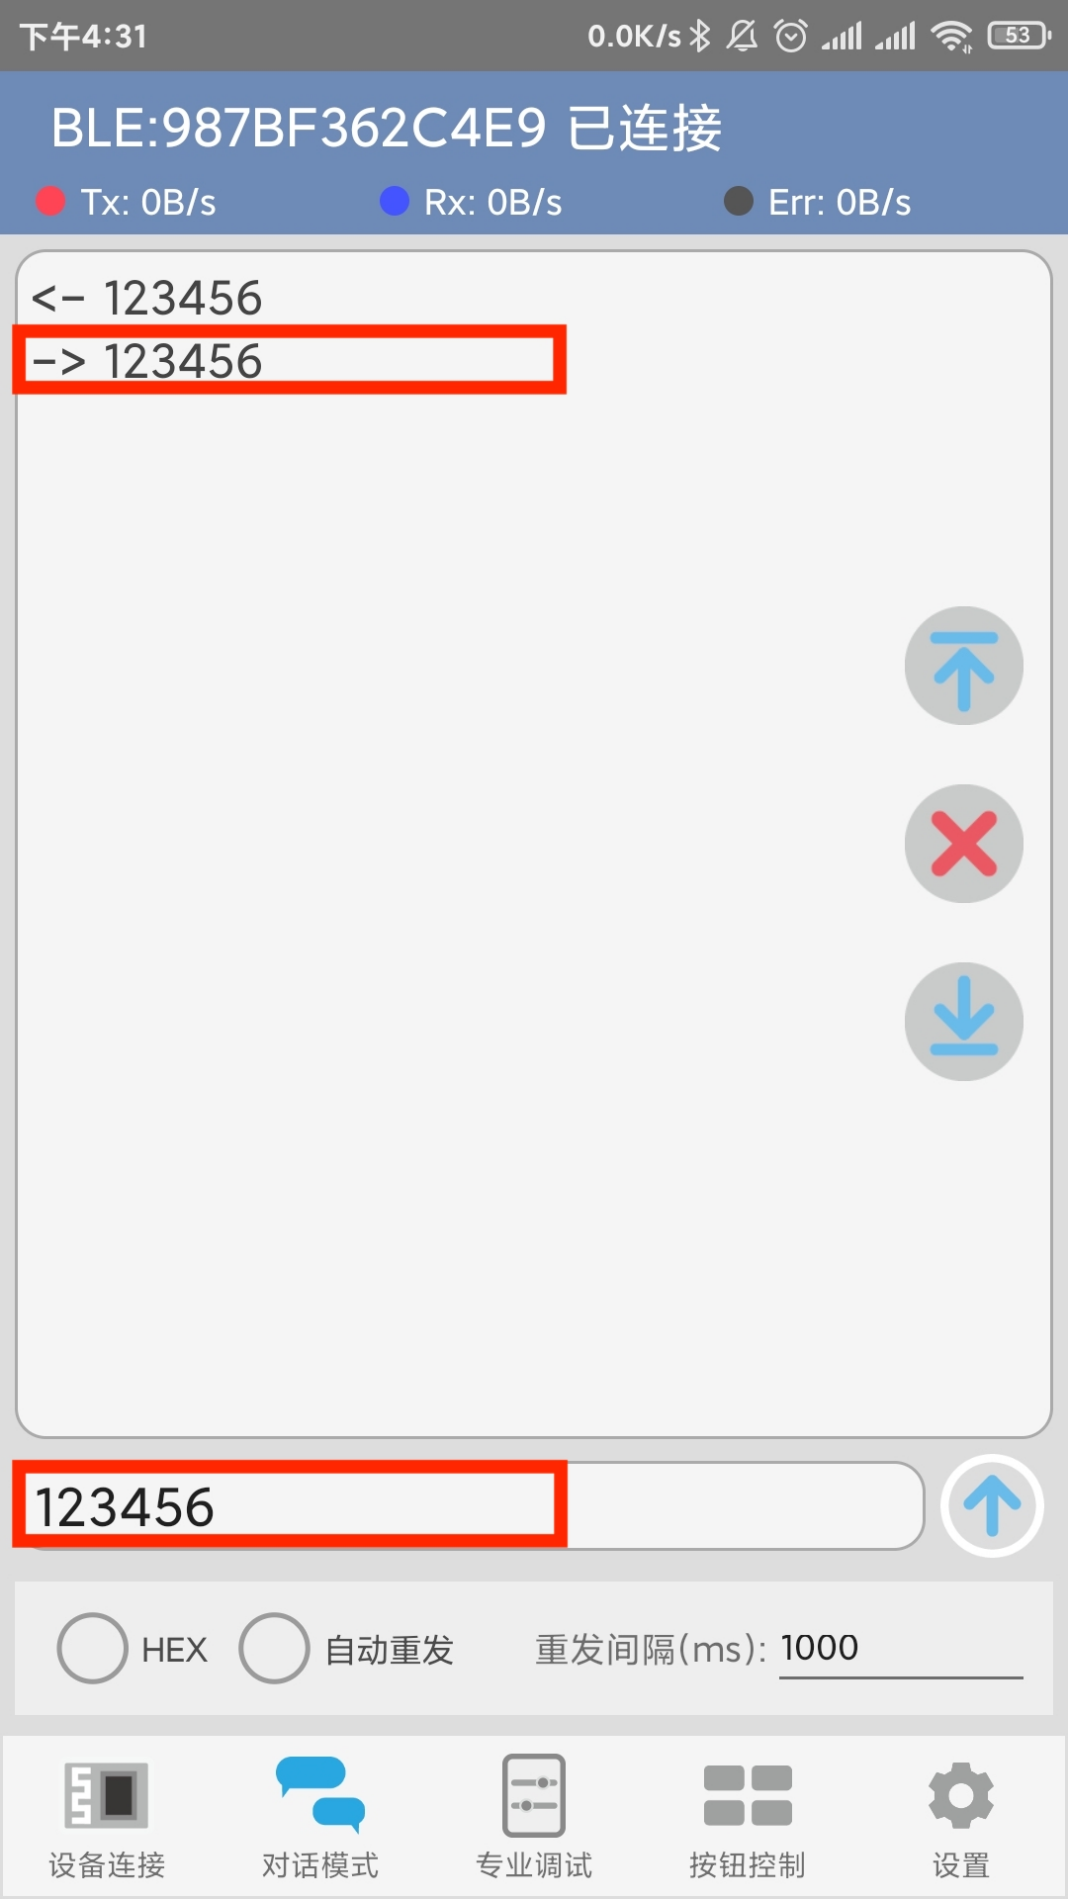 下午4:31
0.0K/s
53
BLE:987BF362C4E9 已连接
Tx: 0B/s
Rx: 0B/s
Err: 0B/s
<- 123456
-> 123456
123456
HEX
自动重发
重发间隔(ms): 1000
设备连接
对话模式
专业调试
按钮控制
设置